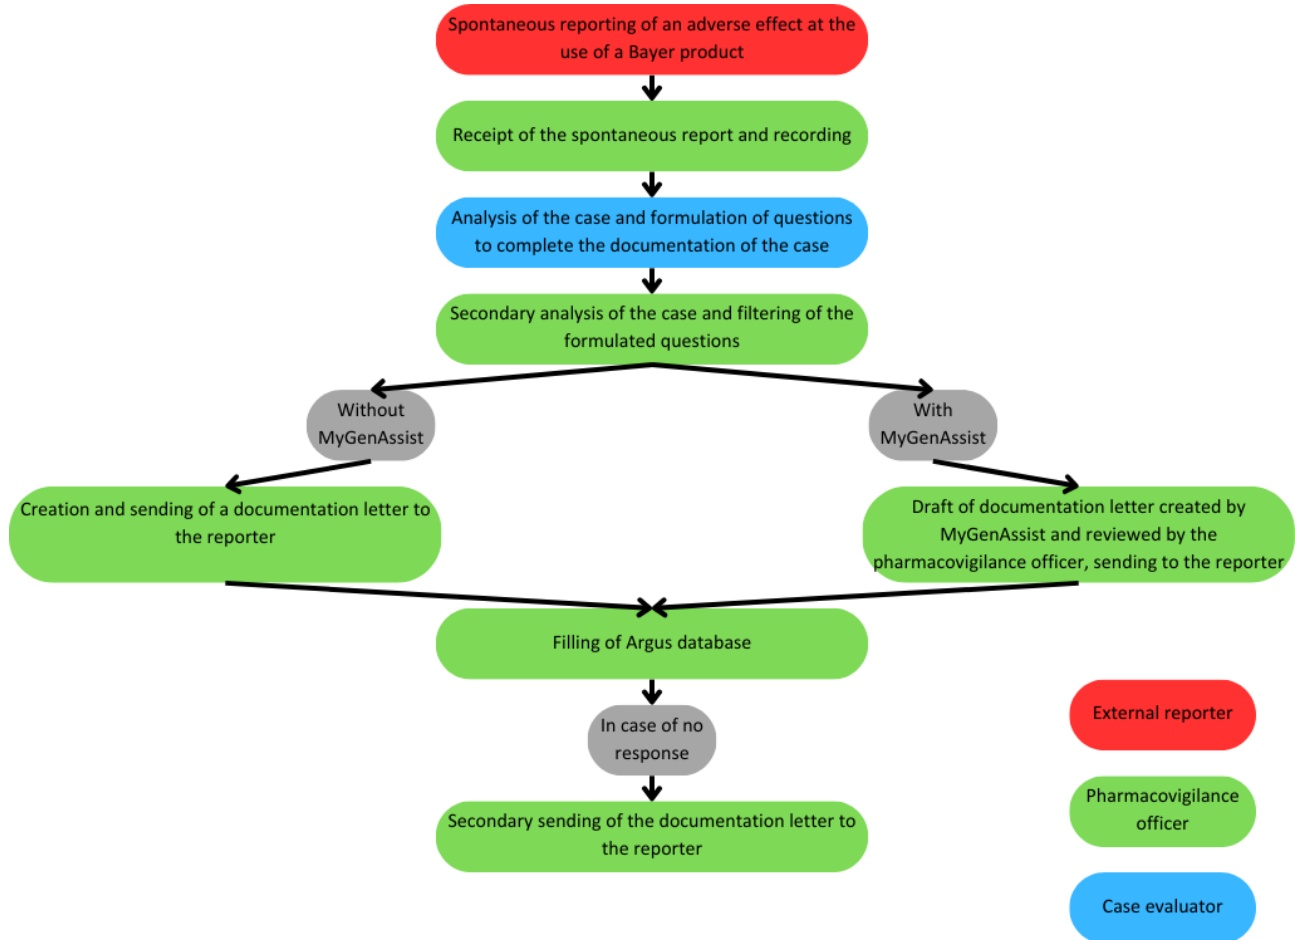 Spontaneous reporting of an adverse effect at the
use of a Bayer product
Receipt of the spontaneous report and recording
Analysis of the case and formulation of questions
to complete the documentation of the case
Secondary analysis of the case and filtering of the
formulated questions
Without
MyGenAssist
With
MyGenAssist
Creation and sending of a documentation letter to
the reporter
Draft of documentation letter created by
MyGenAssist and reviewed by the
pharmacovigilance officer, sending to the reporter
Filling of Argus database
In case of no
response
Secondary sending of the documentation letter to
the reporter
External reporter
Pharmacovigilance
officer
Case evaluator